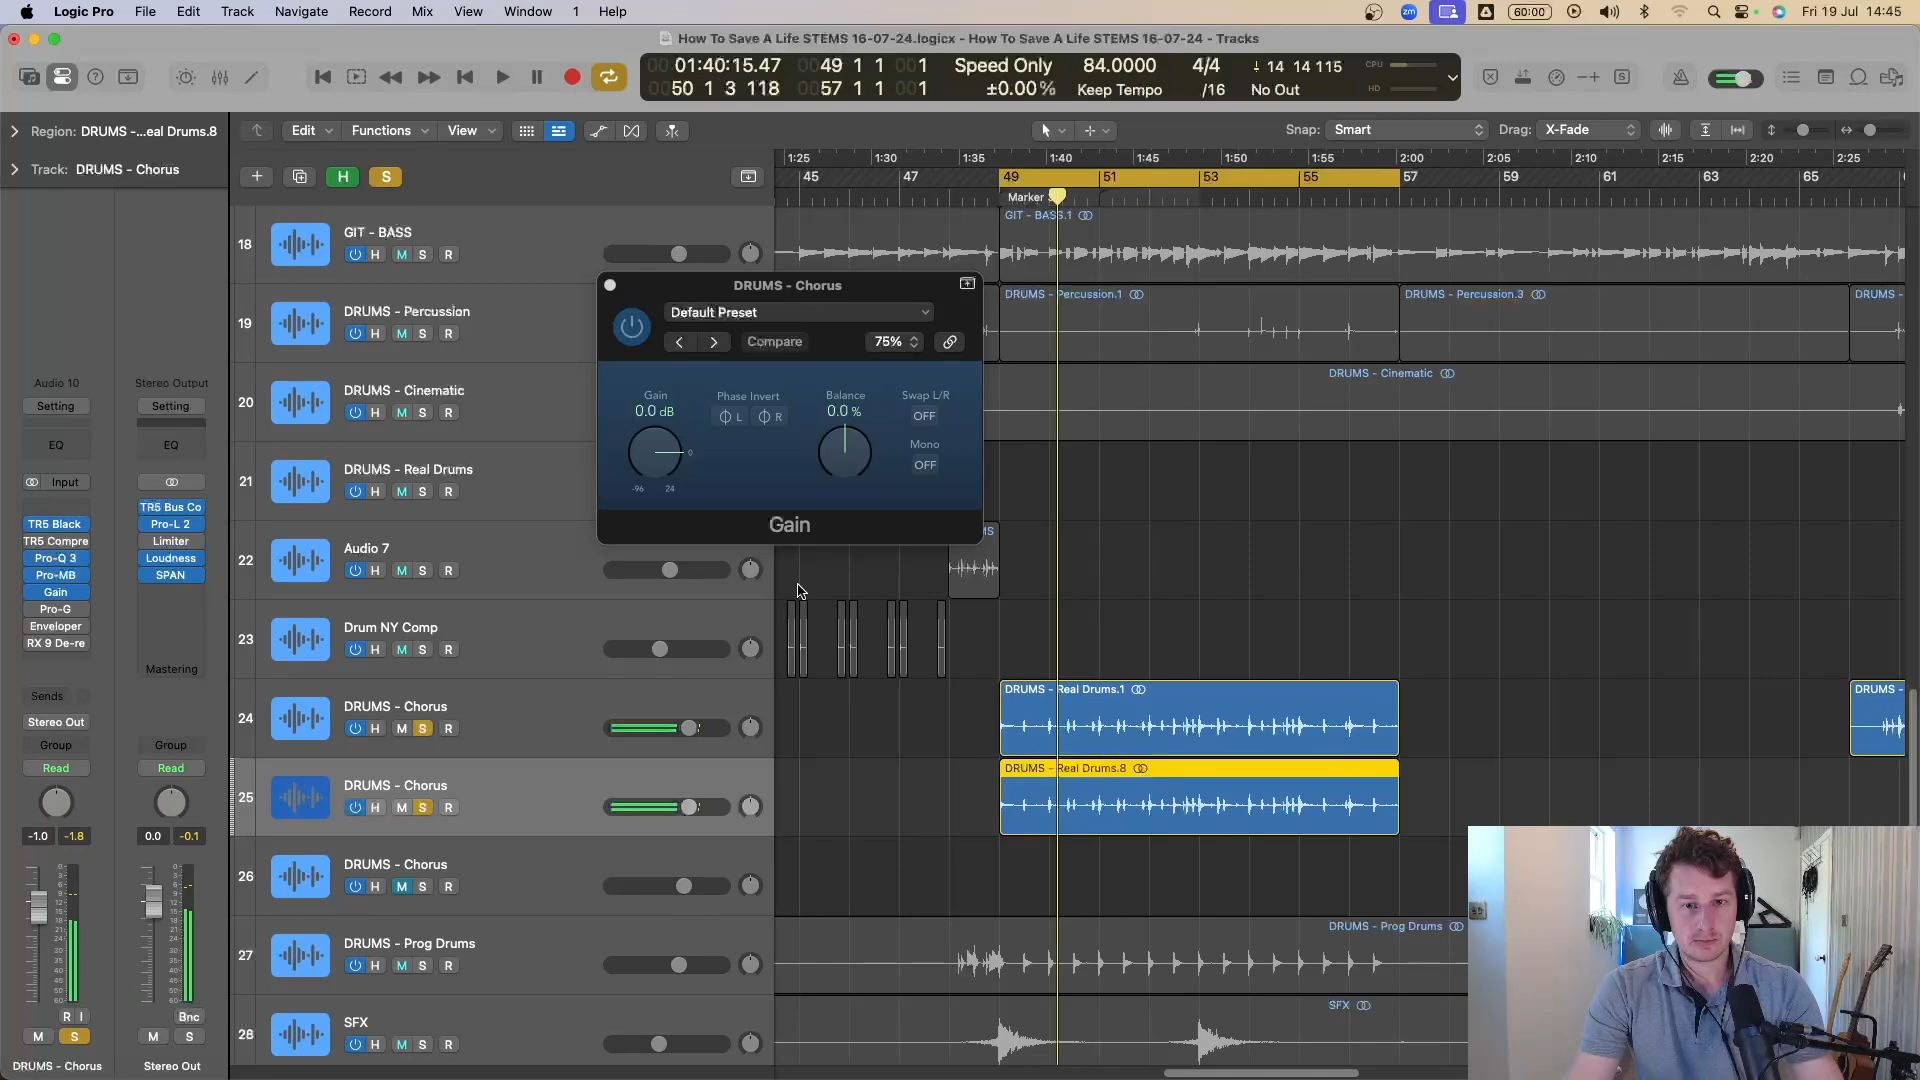 Logic Pro File Edit Track Navigate Record Mix View Window 1 Help
zm 60:00 Fri 19 Jul 14:45
How To Save A Life STEMS 16-07-24.logicx - How To Save A Life STEMS 16-07-24 - Tracks
01:40:15.47 49 1 1 001 Speed Only 84.0000 4/4 14 14 115 CPU
50 1 3 118 57 1 1 001 ±0.00% Keep Tempo /16 No Out HD
Region: DRUMS -...eal Drums.8
Edit Functions View
Snap: Smart Drag: X-Fade
Track: DRUMS - Chorus
H S
1:25 1:30 1:35 1:40 1:45 1:50 1:55 2:00 2:05 2:10 2:15 2:20 2:25
45 47 49 51 53 55 57 59 61 63 65
Marker
18 GIT - BASS
H M S R
GIT - BASS.1
19 DRUMS - Percussion
H M S R
DRUMS - Percussion.1 DRUMS - Percussion.3 DRUMS -
20 DRUMS - Cinematic
H M S R
DRUMS - Cinematic
21 DRUMS - Real Drums
H M S R
22 Audio 7
H M S R
23 Drum NY Comp
H M S R
24 DRUMS - Chorus
H M S R
DRUMS - Real Drums.1 DRUMS -
25 DRUMS - Chorus
H M S R
DRUMS - Real Drums.8
26 DRUMS - Chorus
H M S R
27 DRUMS - Prog Drums
H M S R
DRUMS - Prog Drums
28 SFX
H M S R
SFX
DRUMS - Chorus
Default Preset
Compare 75%
Gain Phase Invert Balance Swap L/R
0.0 dB L R 0.0 % OFF
Mono
OFF
0
-96 24
Gain
Audio 10 Stereo Output
Setting Setting
EQ EQ
Input
TR5 Bus Co
TR5 Black Pro-L 2
TR5 Compre Limiter
Pro-Q 3 Loudness
Pro-MB SPAN
Gain
Pro-G
Enveloper
RX 9 De-re
Mastering
Sends
Stereo Out
Group Group
Read Read
-1.0 -1.8 0.0 -0.1
R I Bnc
M S M S
DRUMS - Chorus Stereo Out